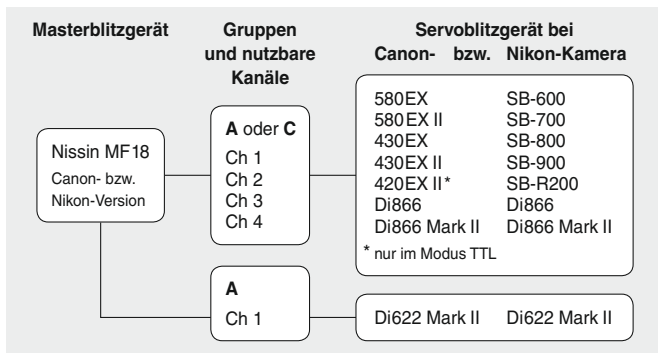 Masterblitzgerät
Gruppen
und nutzbare
Kanäle
Servoblitzgerät bei
Canon- bzw. Nikon-Kamera
Nissin MF18
Canon- bzw.
Nikon-Version
A oder C
Ch 1
Ch 2
Ch 3
Ch 4
580EX SB-600
580EX II SB-700
430EX SB-800
430EX II SB-900
420EX II* SB-R200
Di866 Di866
Di866 Mark II Di866 Mark II
* nur im Modus TTL
A
Ch 1
Di622 Mark II Di622 Mark II